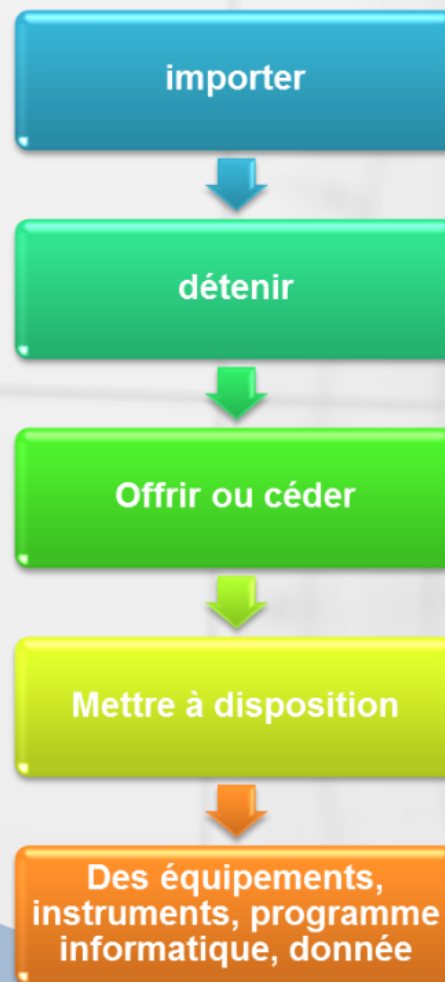 importer
détenir
Offrir ou céder
Mettre à disposition
Des équipements,
instruments, programme
informatique, donnée